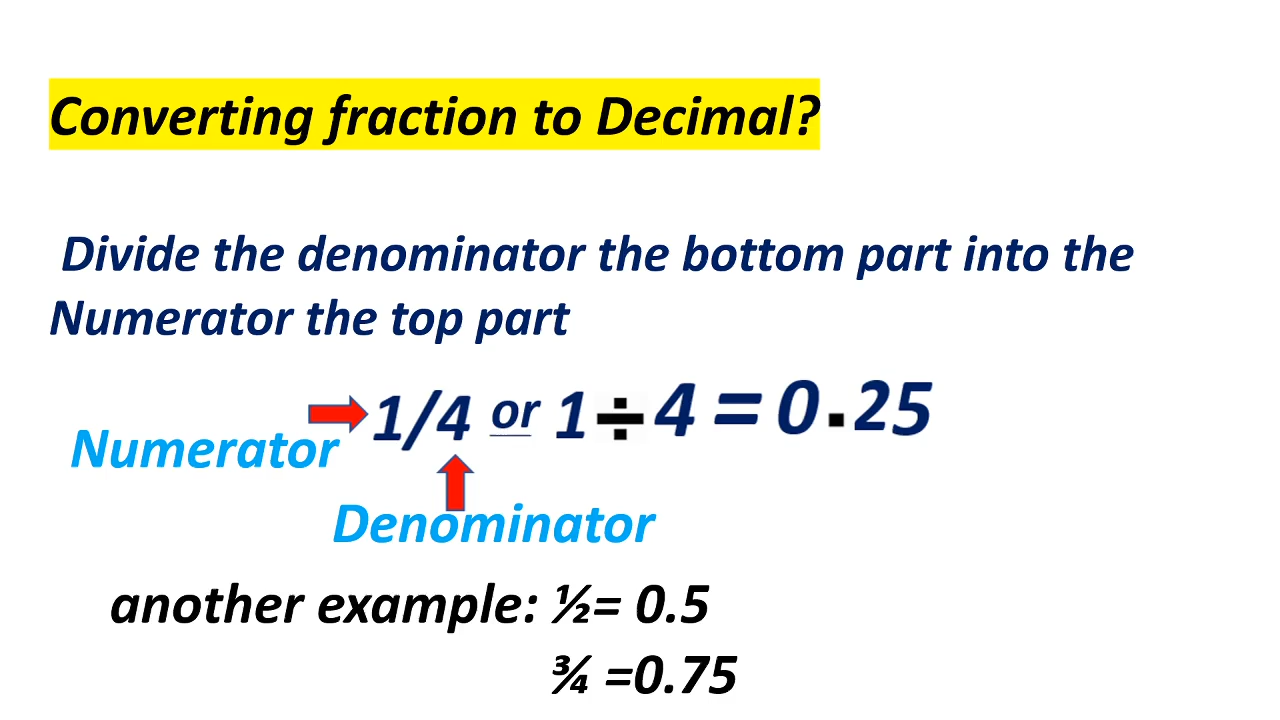 Converting fraction to Decimal?
Divide the denominator the bottom part into the
Numerator the top part
1/4 or 1÷4 = 0.25
Numerator
Denominator
another example: ½= 0.5
¾ =0.75